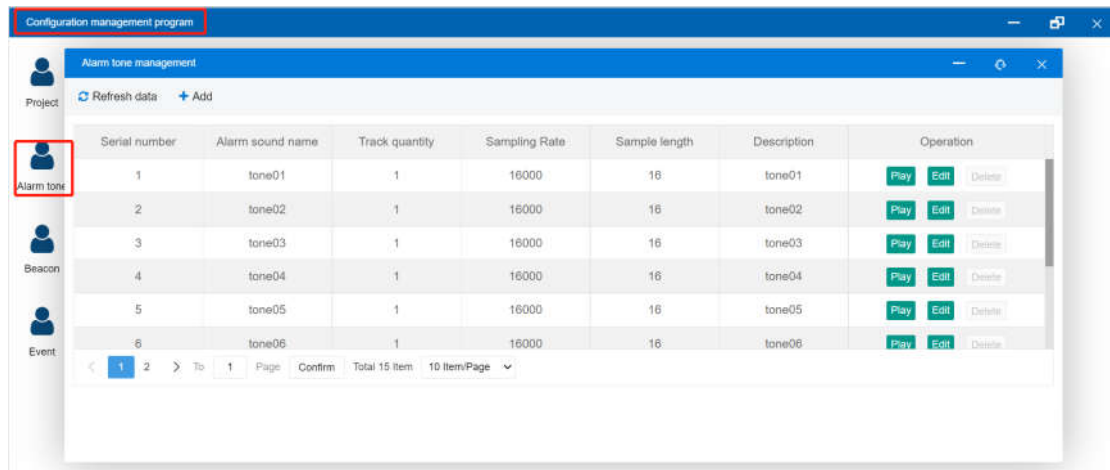 Configuration management program
Alarm tone management
Project
Refresh data + Add
Serial number Alarm sound name Track quantity Sampling Rate Sample length Description Operation
Alarm tone
1 tone01 1 16000 16 tone01 Play Edit Delete
2 tone02 1 16000 16 tone02 Play Edit Delete
3 tone03 1 16000 16 tone03 Play Edit Delete
Beacon
4 tone04 1 16000 16 tone04 Play Edit Delete
5 tone05 1 16000 16 tone05 Play Edit Delete
Event
6 tone06 1 16000 16 tone06 Play Edit Delete
< 1 2 > To 1 Page Confirm Total 15 Item 10 Item/Page